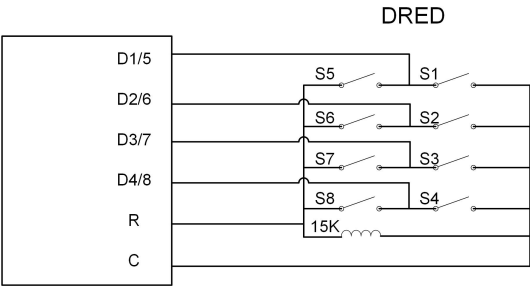 DRED
D1/5
S5 S1
D2/6
S6 S2
D3/7
S7 S3
D4/8
S8 S4
R
15K
C